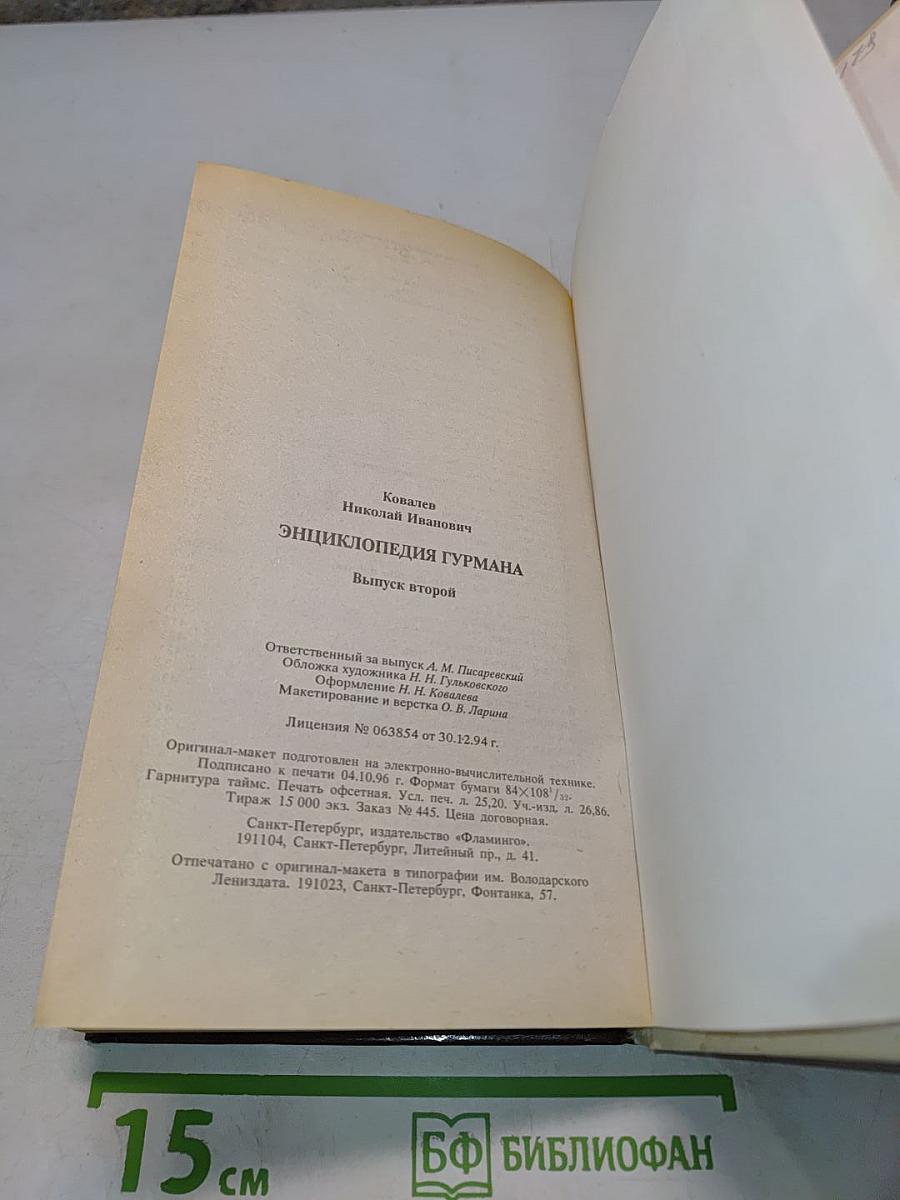 173
Ковалев
Николай Иванович
ЭНЦИКЛОПЕДИЯ ГУРМАНА
Выпуск второй
Ответственный за выпуск А. М. Писаревский
Обложка художника Н. Н. Гульковского
Оформление Н. Н. Ковалева
Макетирование и верстка О. В. Ларина
Лицензия № 063854 от 30.12.94 г.
Оригинал-макет подготовлен на электронно-вычислительной технике.
Подписано к печати 04.10.96 г. Формат бумаги 84×108¹/₃₂.
Гарнитура таймс. Печать офсетная. Усл. печ. л. 25,20. Уч.-изд. л. 26,86.
Тираж 15 000 экз. Заказ № 445. Цена договорная.
Санкт-Петербург, издательство «Фламинго».
191104, Санкт-Петербург, Литейный пр., д. 41.
Отпечатано с оригинал-макета в типографии им. Володарского
Лениздата. 191023, Санкт-Петербург, Фонтанка, 57.
15 см
БФ БИБЛИОФАН